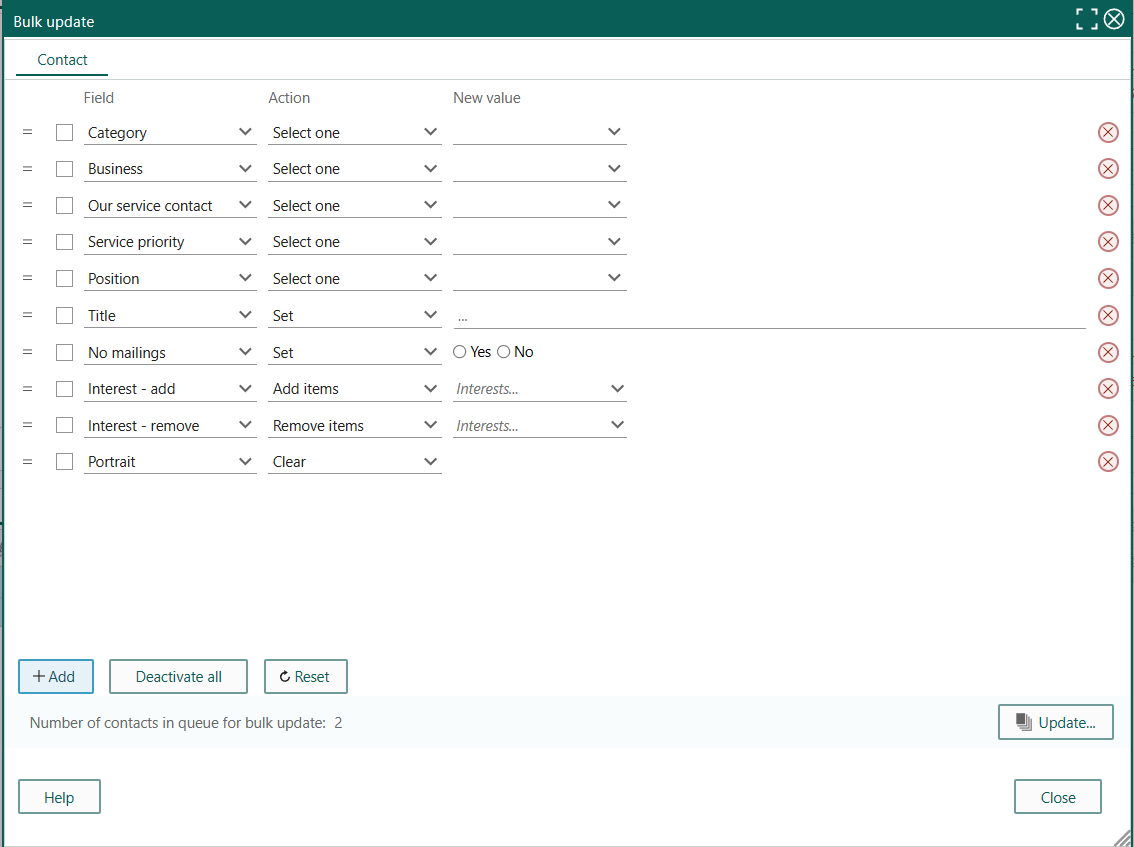 Bulk update
Contact
Field Action New value
Category Select one
Business Select one
Our service contact Select one
Service priority Select one
Position Select one
Title Set ...
No mailings Set Yes No
Interest - add Add items Interests...
Interest - remove Remove items Interests...
Portrait Clear
+ Add Deactivate all Reset
Number of contacts in queue for bulk update: 2 Update...
Help Close